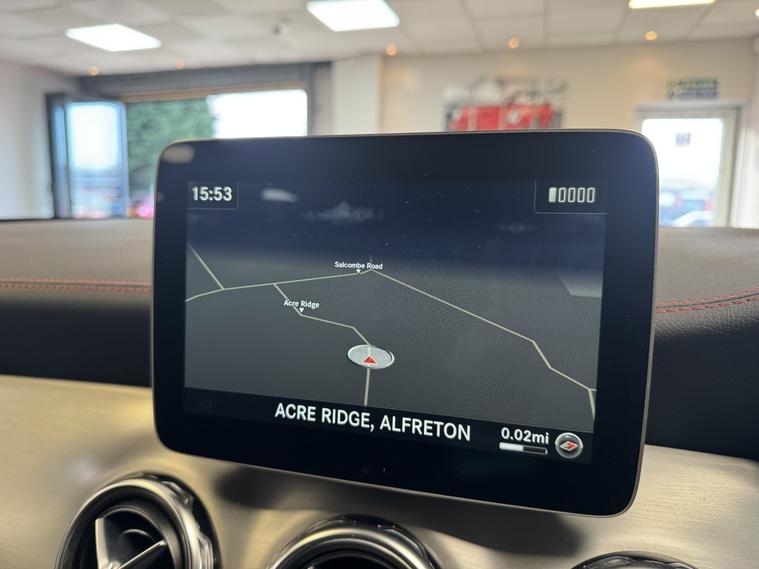 15:53
Salcombe Road
Acre Ridge
ACRE RIDGE, ALFRETON
0.02mi